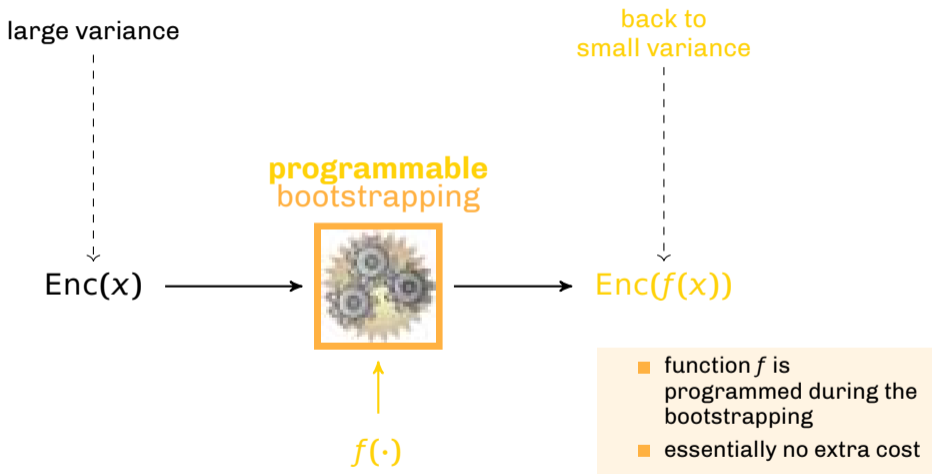 large variance
back to
small variance
programmable
bootstrapping
Enc(x)
Enc(f(x))
f(·)
function f is
programmed during the
bootstrapping
essentially no extra cost